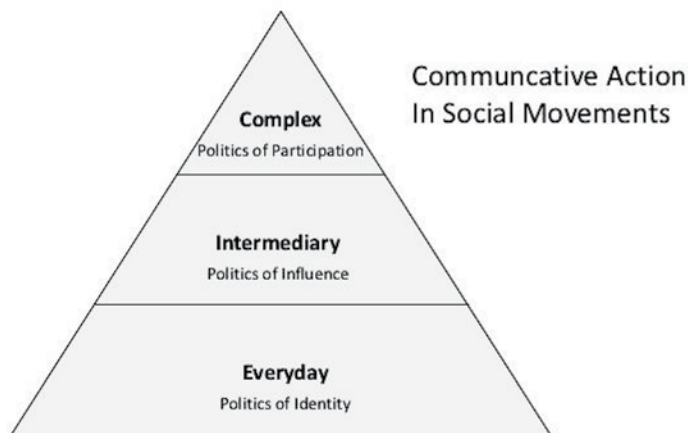 Communcative Action
In Social Movements
Complex
Politics of Participation
Intermediary
Politics of Influence
Everyday
Politics of Identity